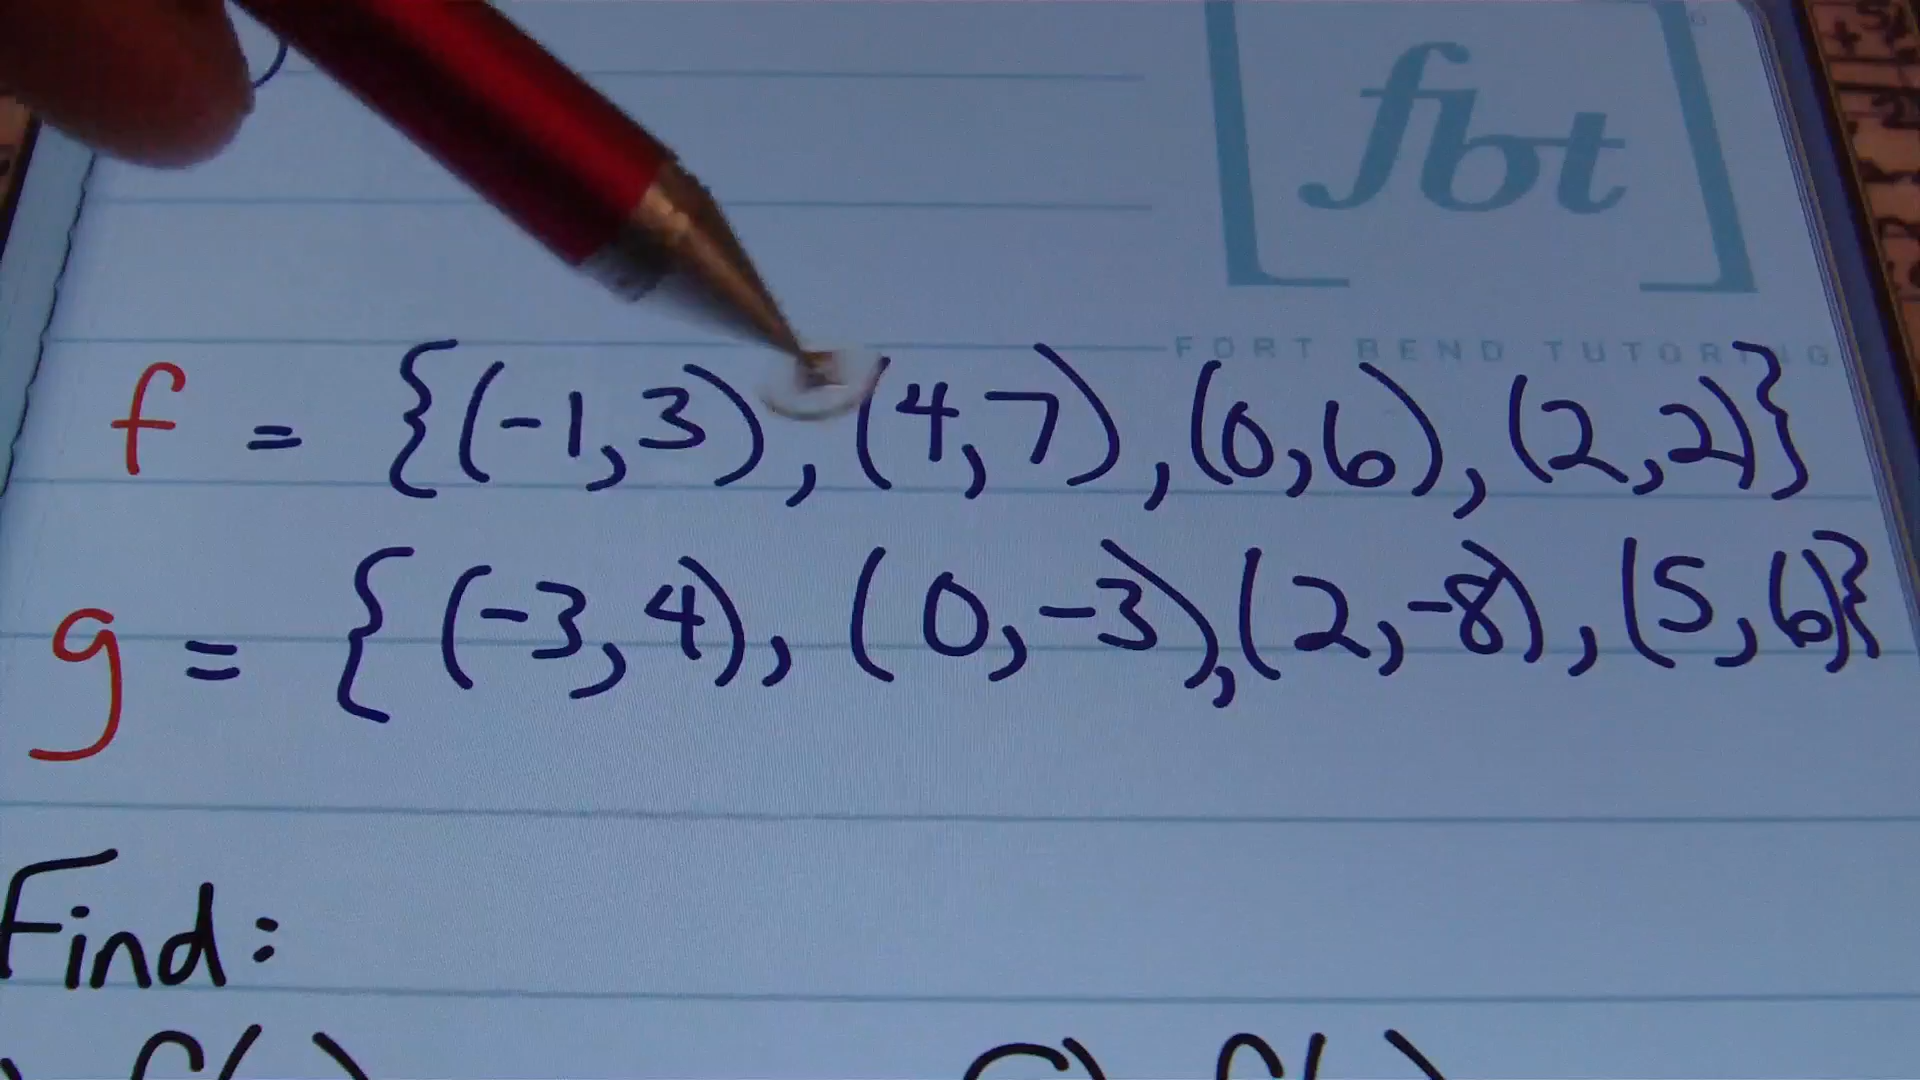 fbt
FORT BEND TUTORING
f = {(-1,3), (4,7), (0,6), (2,2)}
g = {(-3,4), (0,-3), (2,-8), (5,6)}
Find: